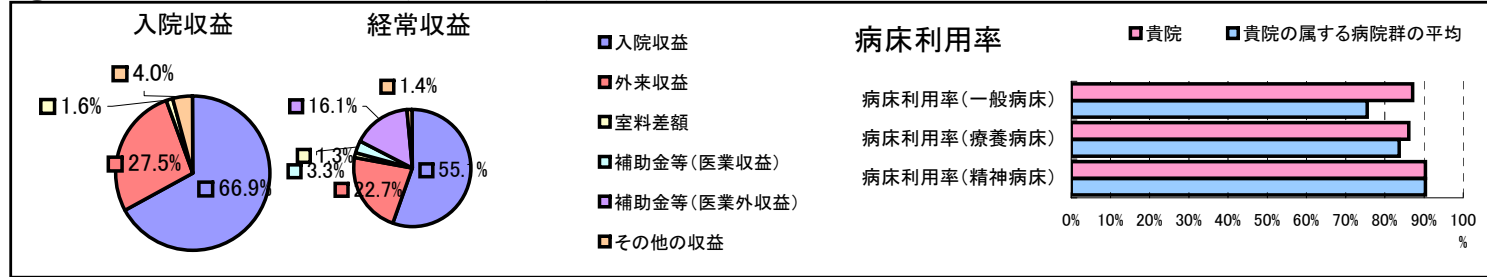 入院収益
4.0%
1.6%
27.5%
66.9%
経常収益
1.4%
16.1%
1.3%
3.3%
22.7%
55.1%
入院収益
外来収益
室料差額
補助金等(医業収益)
補助金等(医業外収益)
その他の収益
病床利用率
貴院
貴院の属する病院群の平均
病床利用率(一般病床)
病床利用率(療養病床)
病床利用率(精神病床)
0% 10% 20% 30% 40% 50% 60% 70% 80% 90% 100
%